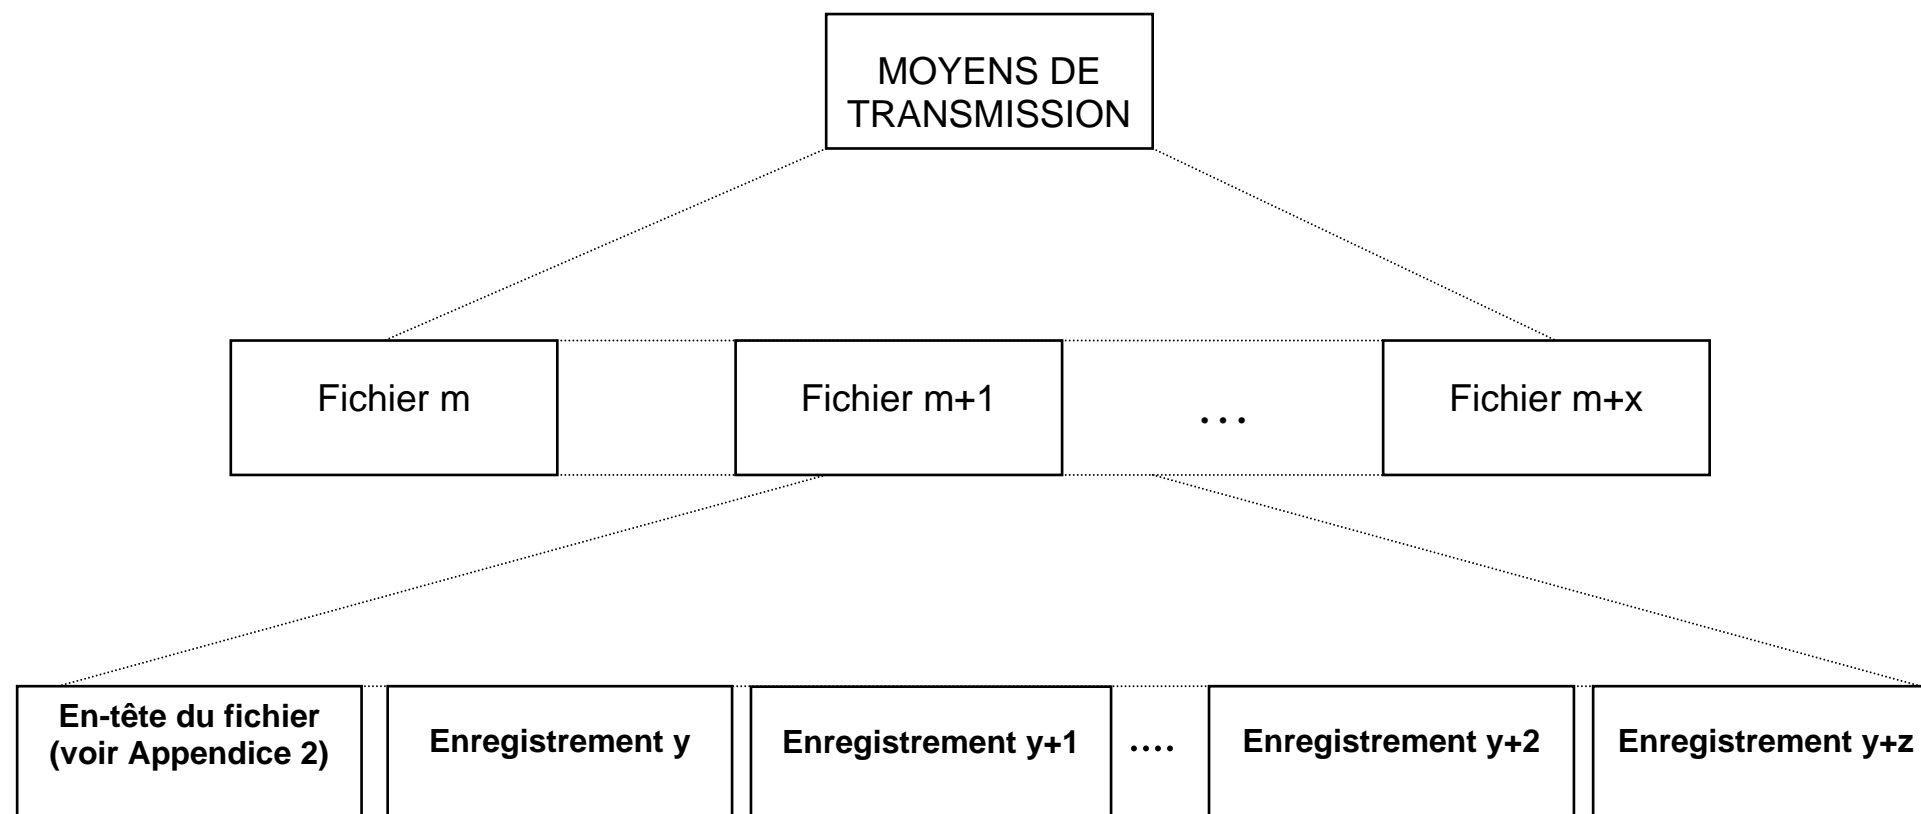 MOYENS DE
TRANSMISSION
Fichier m
Fichier m+1
...
Fichier m+x
En-tête du fichier
(voir Appendice 2)
Enregistrement y
Enregistrement y+1
....
Enregistrement y+2
Enregistrement y+z